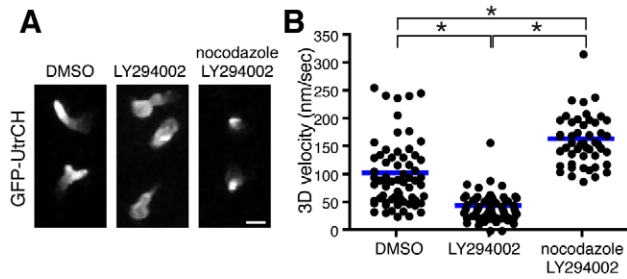 A
DMSO
LY294002
nocodazole
LY294002
GFP-UtrCH
B
*
*
*
3D velocity (nm/sec)
350
300
250
200
150
100
50
0
DMSO
LY294002
nocodazole
LY294002